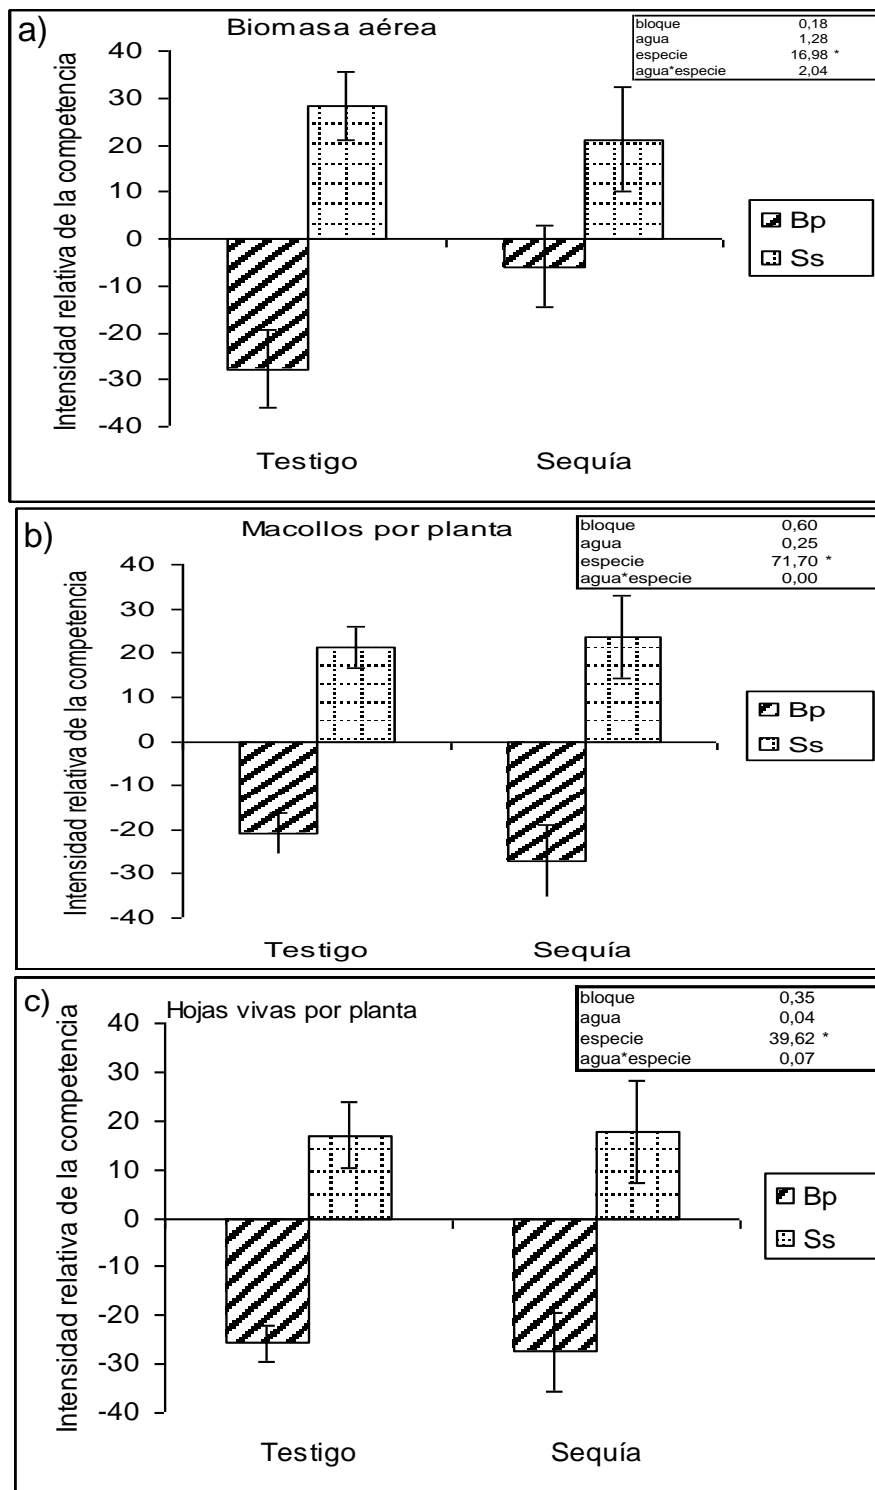 a)
Biomasa aérea
bloque 0,18
agua 1,28
especie 16,98 *
agua*especie 2,04
Intensidad relativa de la competencia
40
30
20
10
0
-10
-20
-30
-40
Testigo Sequía
Bp
Ss
b)
Macollos por planta
bloque 0,60
agua 0,25
especie 71,70 *
agua*especie 0,00
Intensidad relativa de la competencia
40
30
20
10
0
-10
-20
-30
-40
Testigo Sequía
Bp
Ss
c)
Hojas vivas por planta
bloque 0,35
agua 0,04
especie 39,62 *
agua*especie 0,07
Intensidad relativa de la competencia
40
30
20
10
0
-10
-20
-30
-40
Testigo Sequía
Bp
Ss